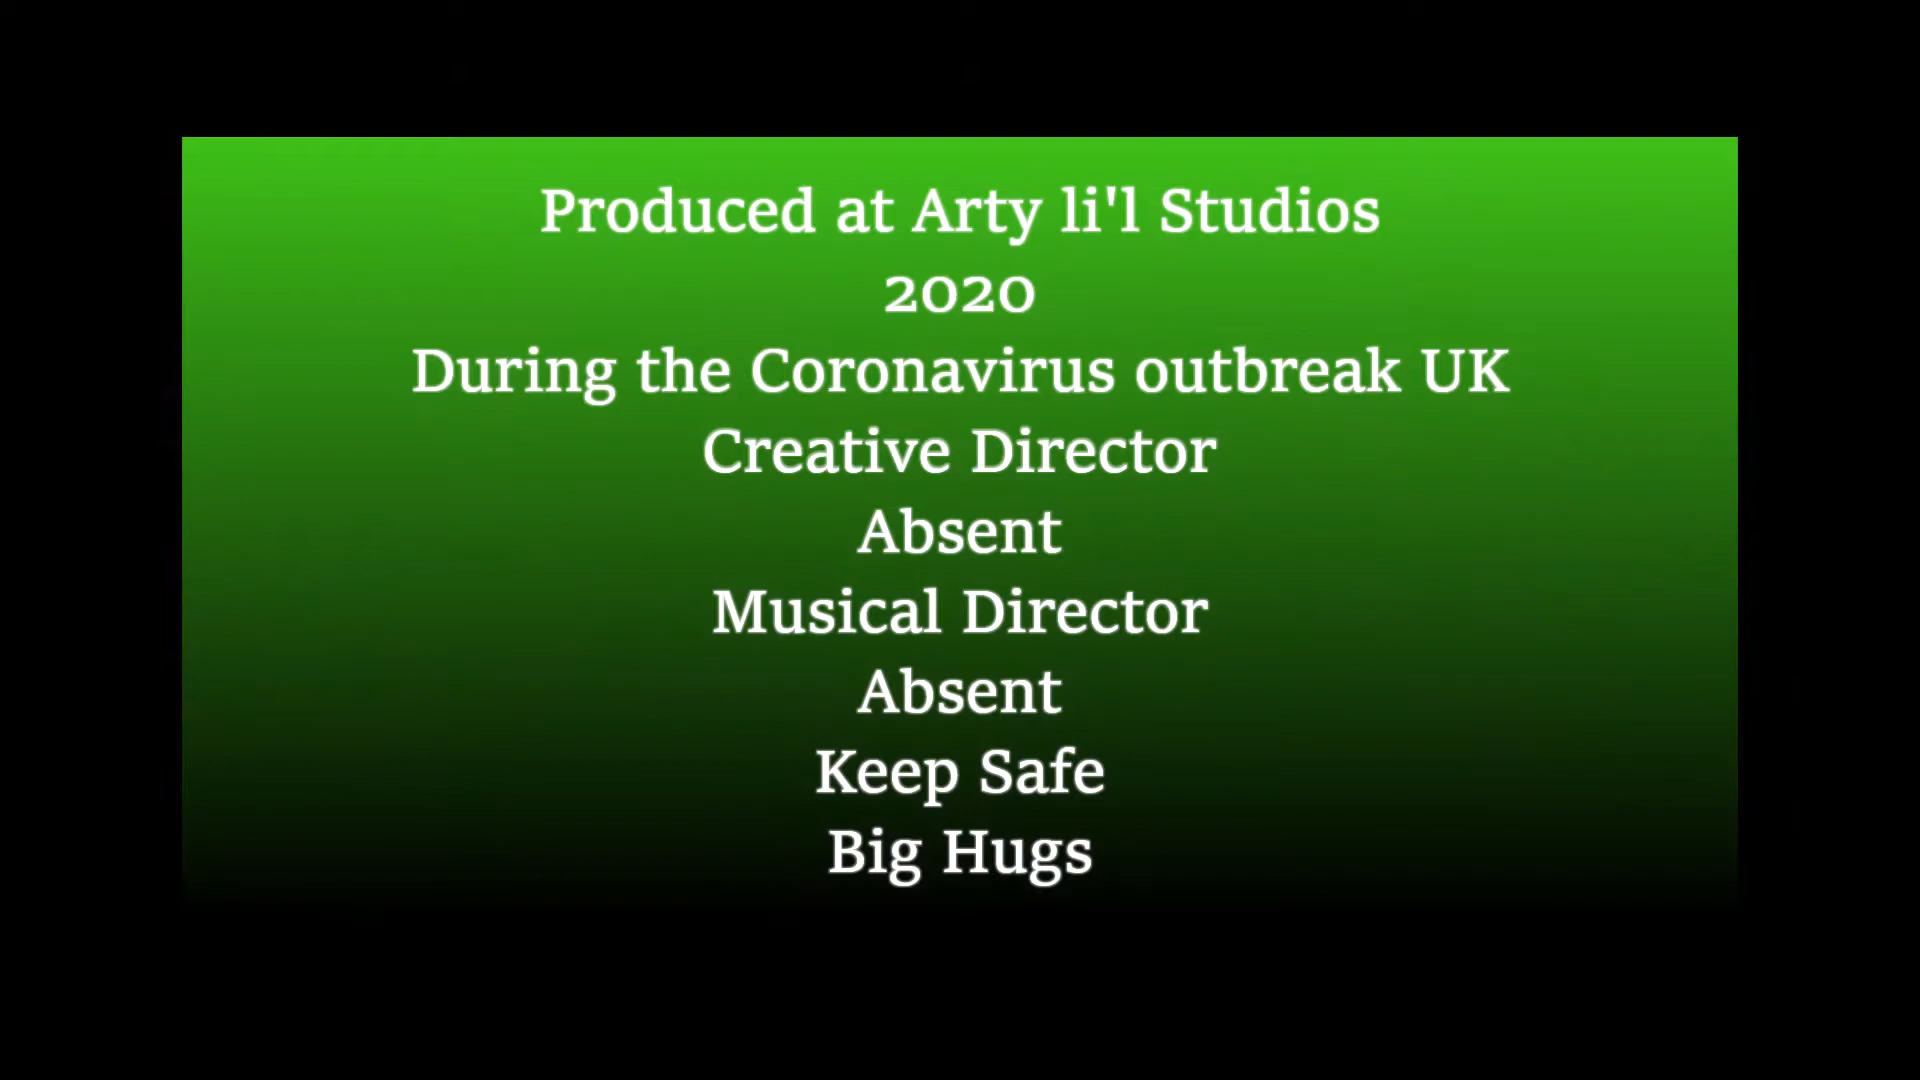 Produced at Arty li'l Studios
2020
During the Coronavirus outbreak UK
Creative Director
Absent
Musical Director
Absent
Keep Safe
Big Hugs